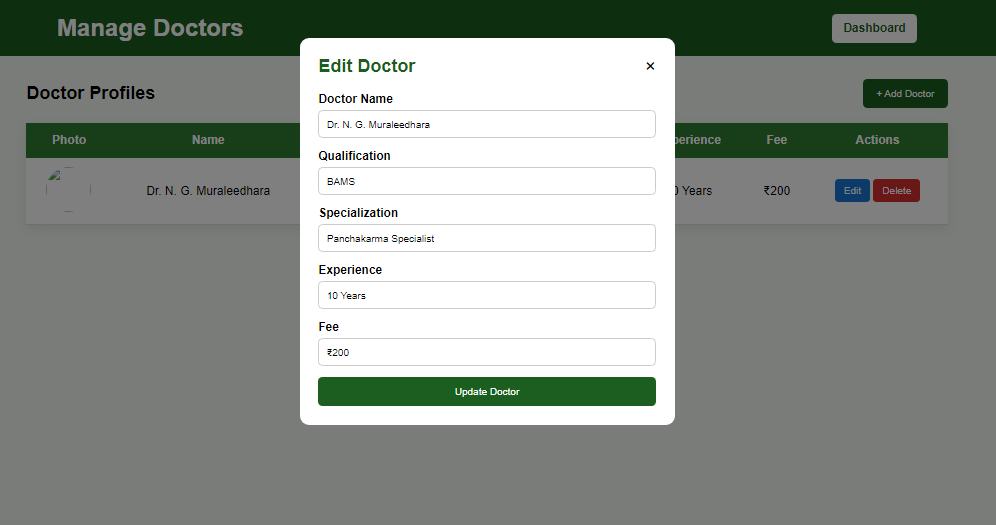 Manage Doctors
Dashboard
Edit Doctor
×
Doctor Profiles
+ Add Doctor
Doctor Name
Dr. N. G. Muraleedhara
Photo Name perience Fee Actions
Qualification
BAMS
Dr. N. G. Muraleedhara 0 Years ₹200 Edit Delete
Specialization
Panchakarma Specialist
Experience
10 Years
Fee
₹200
Update Doctor